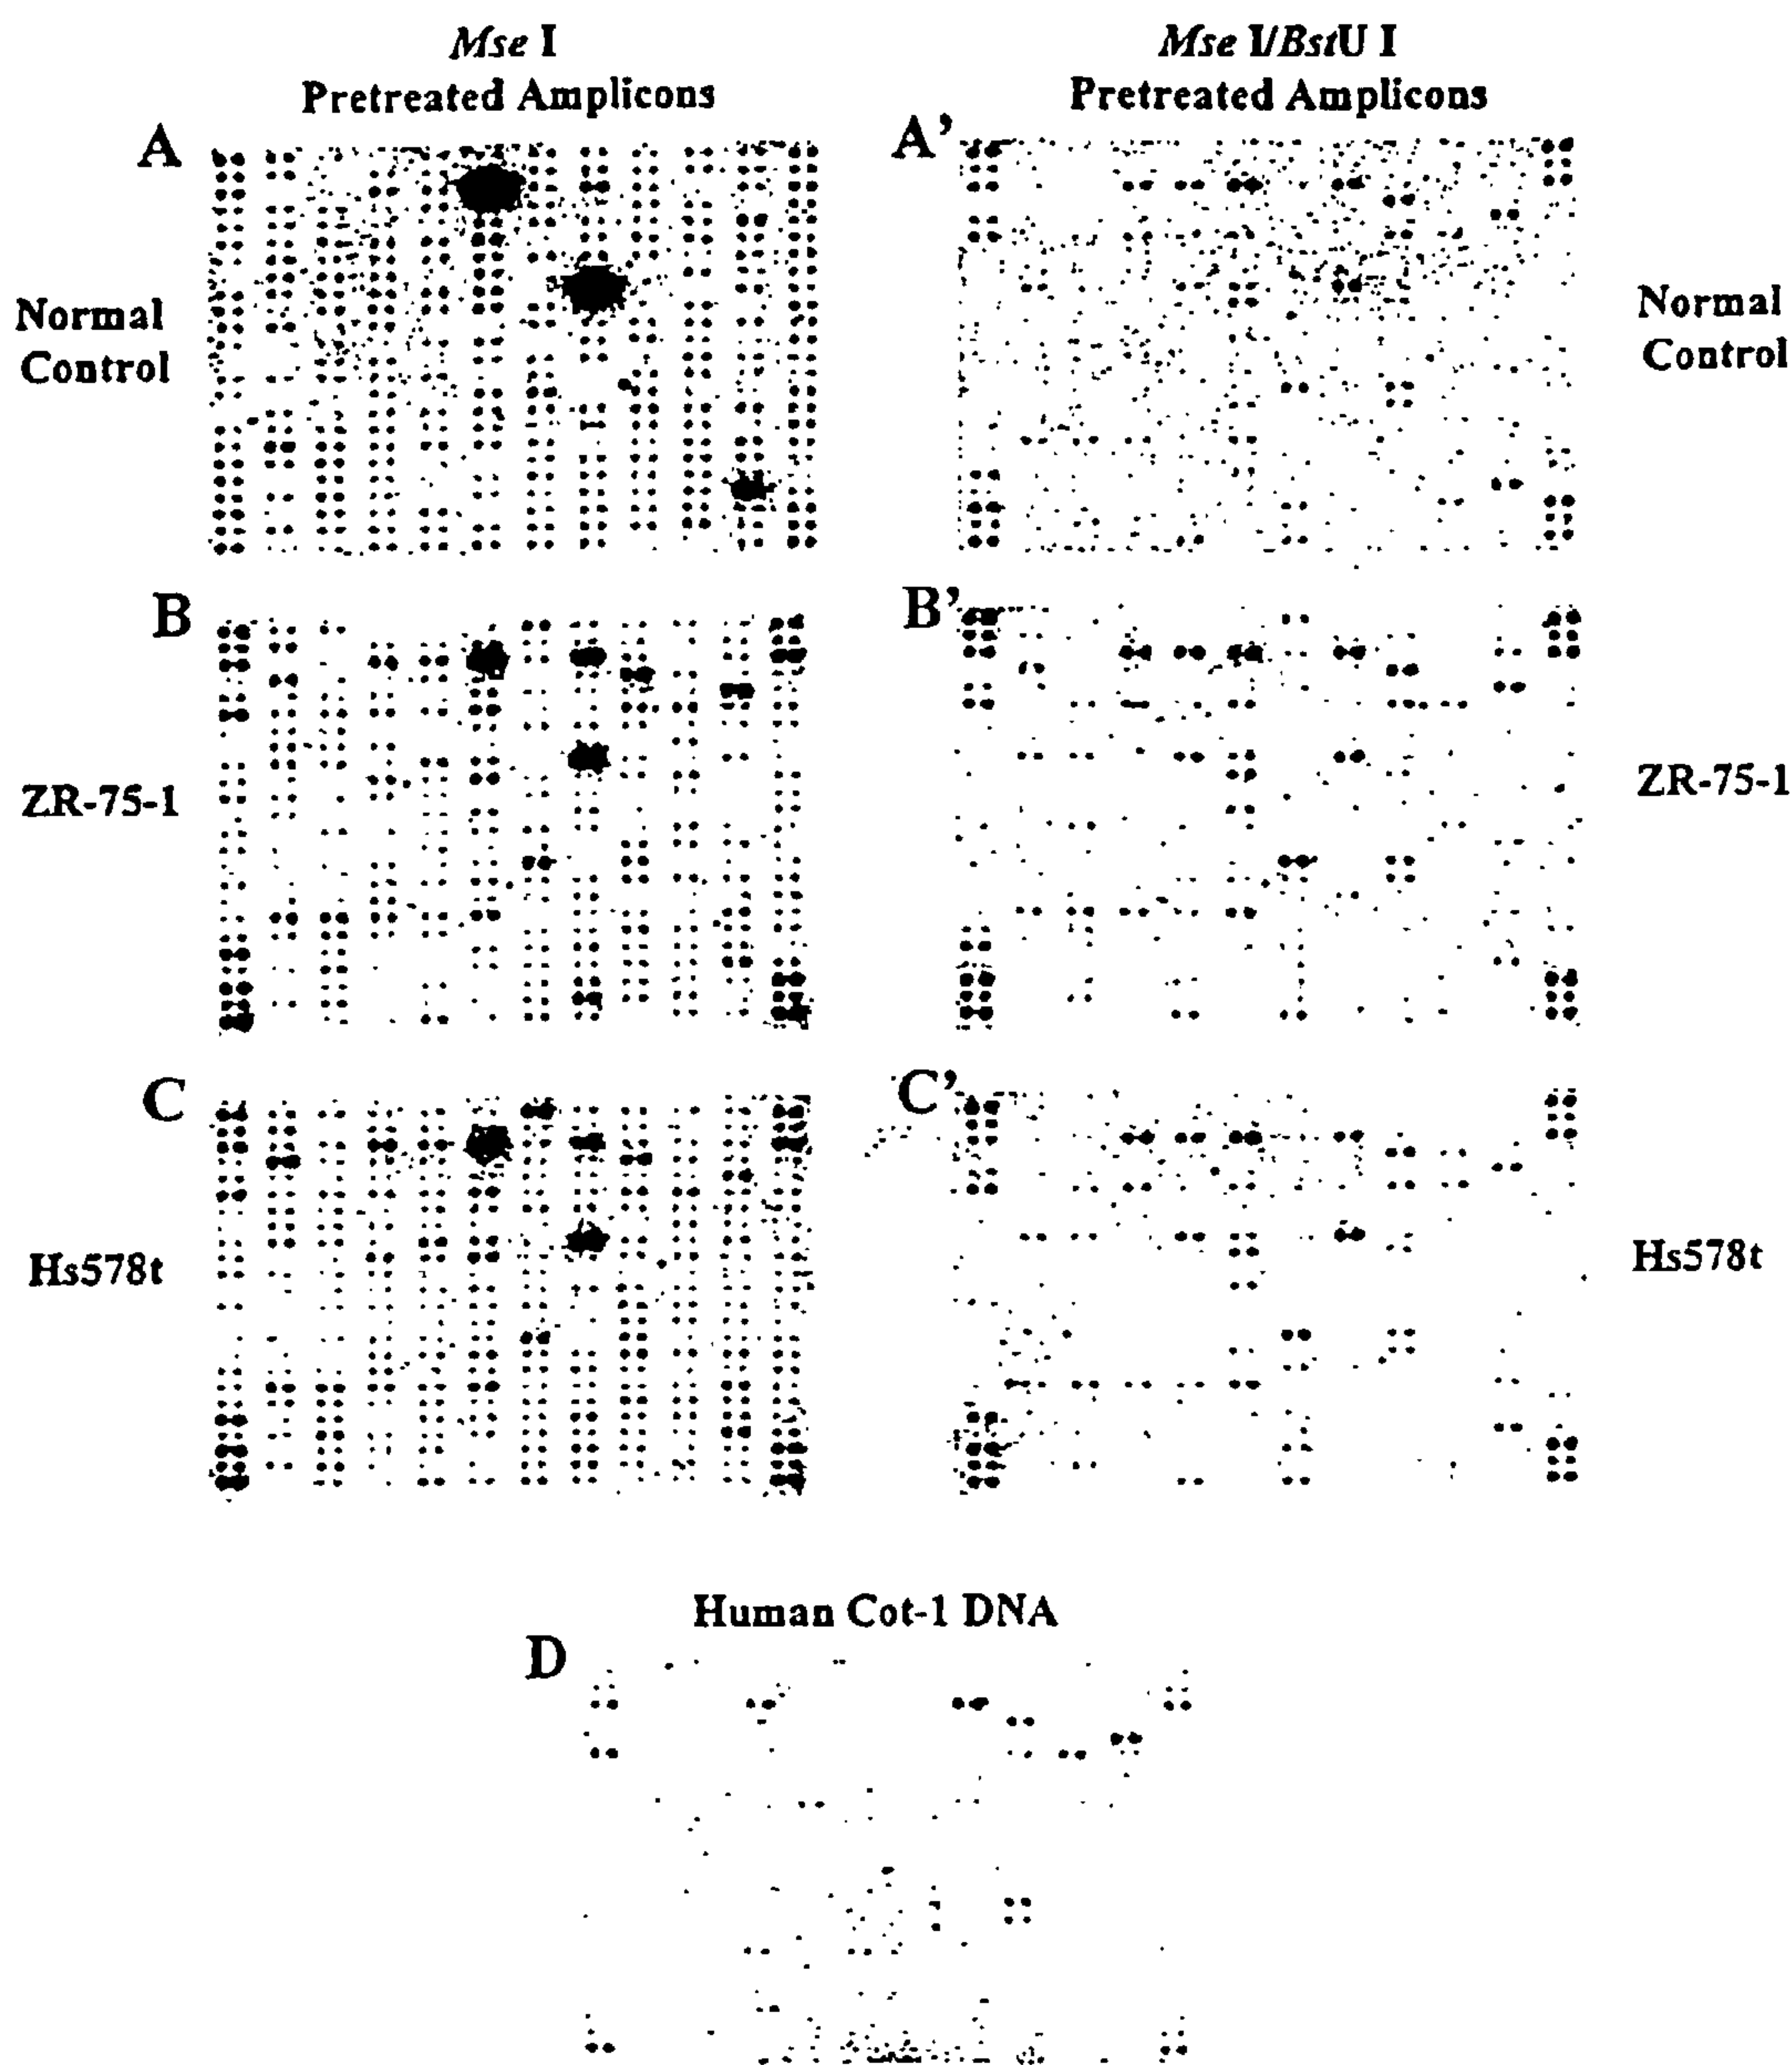 Mse I
Pretreated Amplicons
Mse I/BstU I
Pretreated Amplicons
A
A’
Normal
Control
Normal
Control
B
B’
ZR-75-1
ZR-75-1
C
C’
Hs578t
Hs578t
Human Cot-1 DNA
D